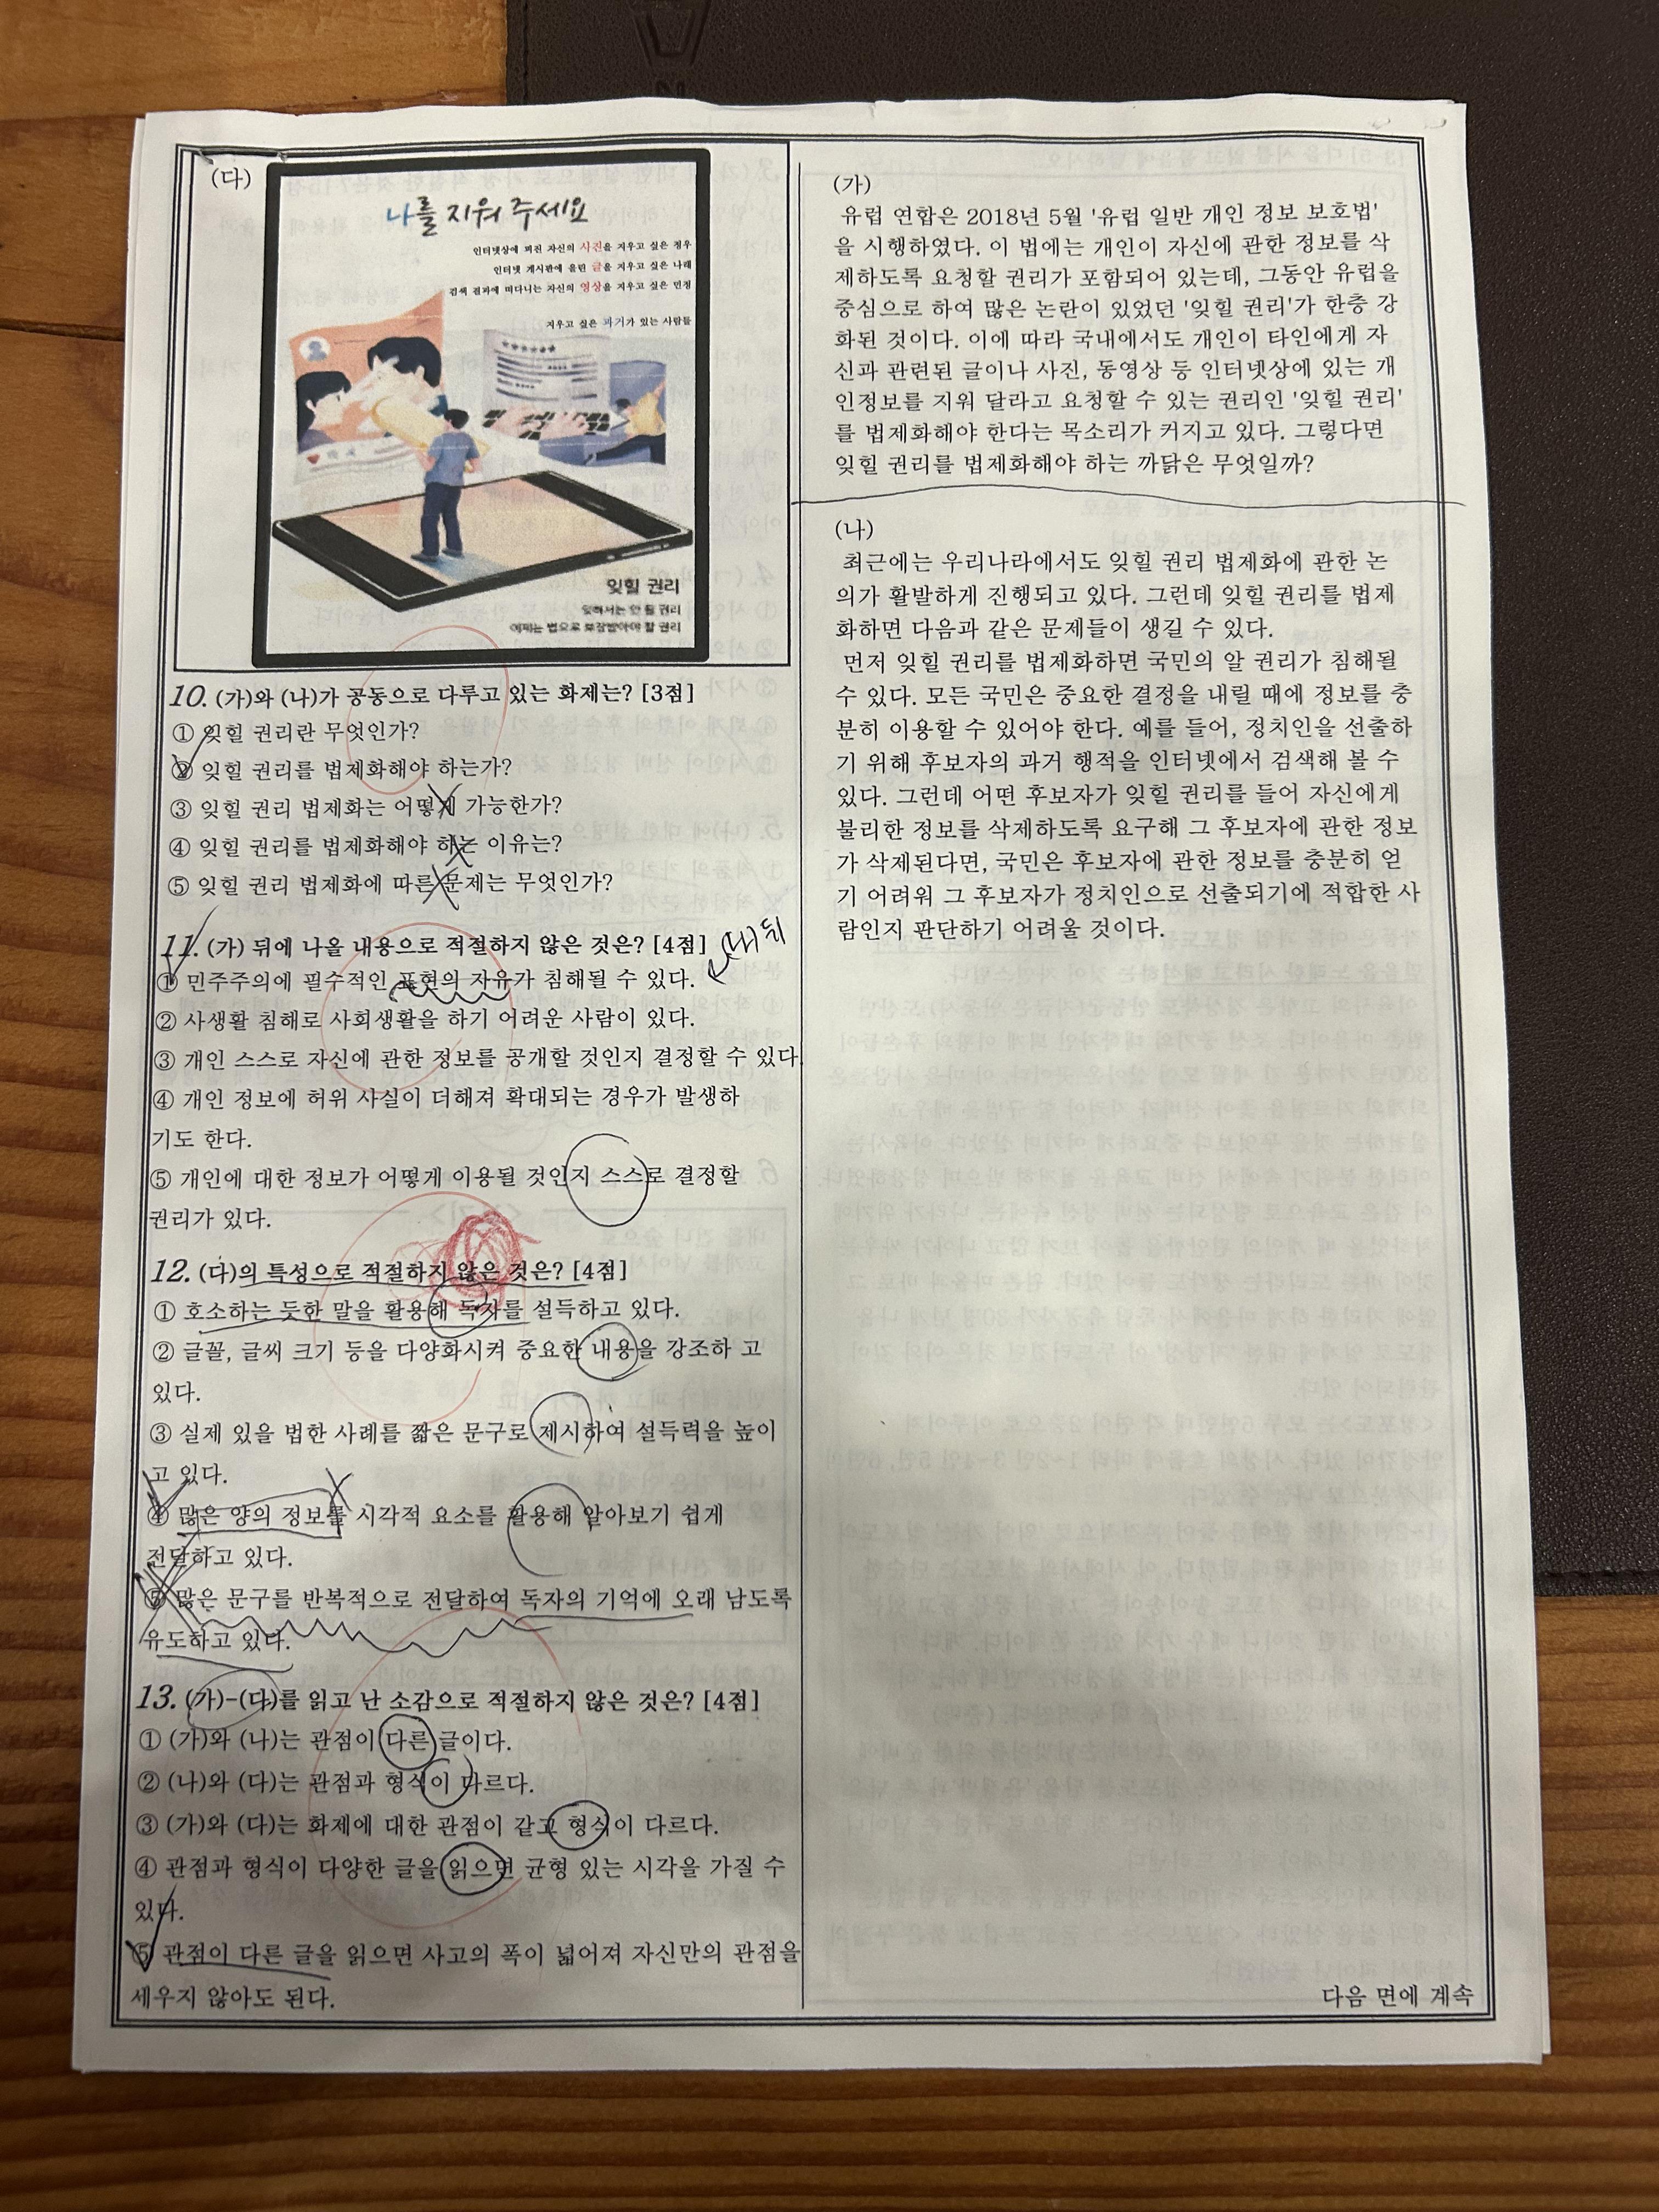 (다)
나를 지워 주세요
인터넷상에 퍼진 자신의 사진을 지우고 싶은 정우
인터넷 게시판에 올린 글을 지우고 싶은 나래
검색 결과에 떠다니는 자신의 영상을 지우고 싶은 민정
지우고 싶은 과거가 있는 사람들
잊힐 권리
잊혀서는 안 될 권리
이제는 법으로 보장받아야 할 권리
10. (가)와 (나)가 공동으로 다루고 있는 화제는? [3점]
① 잊힐 권리란 무엇인가?
② 잊힐 권리를 법제화해야 하는가?
③ 잊힐 권리 법제화는 어떻게 가능한가?
④ 잊힐 권리를 법제화해야 하는 이유는?
⑤ 잊힐 권리 법제화에 따른 문제는 무엇인가?
11. (가) 뒤에 나올 내용으로 적절하지 않은 것은? [4점]
(나) 뒤
① 민주주의에 필수적인 표현의 자유가 침해될 수 있다.
② 사생활 침해로 사회생활을 하기 어려운 사람이 있다.
③ 개인 스스로 자신에 관한 정보를 공개할 것인지 결정할 수 있다.
④ 개인 정보에 허위 사실이 더해져 확대되는 경우가 발생하
기도 한다.
⑤ 개인에 대한 정보가 어떻게 이용될 것인지 스스로 결정할
권리가 있다.
12. (다)의 특성으로 적절하지 않은 것은? [4점]
① 호소하는 듯한 말을 활용해 독자를 설득하고 있다.
② 글꼴, 글씨 크기 등을 다양화시켜 중요한 내용을 강조하 고
있다.
③ 실제 있을 법한 사례를 짧은 문구로 제시하여 설득력을 높이
고 있다.
④ 많은 양의 정보를 시각적 요소를 활용해 알아보기 쉽게
전달하고 있다.
⑤ 많은 문구를 반복적으로 전달하여 독자의 기억에 오래 남도록
유도하고 있다.
13. (가)-(다)를 읽고 난 소감으로 적절하지 않은 것은? [4점]
① (가)와 (나)는 관점이 다른 글이다.
② (나)와 (다)는 관점과 형식이 다르다.
③ (가)와 (다)는 화제에 대한 관점이 같고 형식이 다르다.
④ 관점과 형식이 다양한 글을 읽으면 균형 있는 시각을 가질 수
있다.
⑤ 관점이 다른 글을 읽으면 사고의 폭이 넓어져 자신만의 관점을
세우지 않아도 된다.
(가)
유럽 연합은 2018년 5월 '유럽 일반 개인 정보 보호법'
을 시행하였다. 이 법에는 개인이 자신에 관한 정보를 삭
제하도록 요청할 권리가 포함되어 있는데, 그동안 유럽을
중심으로 하여 많은 논란이 있었던 '잊힐 권리'가 한층 강
화된 것이다. 이에 따라 국내에서도 개인이 타인에게 자
신과 관련된 글이나 사진, 동영상 등 인터넷상에 있는 개
인정보를 지워 달라고 요청할 수 있는 권리인 '잊힐 권리'
를 법제화해야 한다는 목소리가 커지고 있다. 그렇다면
잊힐 권리를 법제화해야 하는 까닭은 무엇일까?
(나)
최근에는 우리나라에서도 잊힐 권리 법제화에 관한 논
의가 활발하게 진행되고 있다. 그런데 잊힐 권리를 법제
화하면 다음과 같은 문제들이 생길 수 있다.
먼저 잊힐 권리를 법제화하면 국민의 알 권리가 침해될
수 있다. 모든 국민은 중요한 결정을 내릴 때에 정보를 충
분히 이용할 수 있어야 한다. 예를 들어, 정치인을 선출하
기 위해 후보자의 과거 행적을 인터넷에서 검색해 볼 수
있다. 그런데 어떤 후보자가 잊힐 권리를 들어 자신에게
불리한 정보를 삭제하도록 요구해 그 후보자에 관한 정보
가 삭제된다면, 국민은 후보자에 관한 정보를 충분히 얻
기 어려워 그 후보자가 정치인으로 선출되기에 적합한 사
람인지 판단하기 어려울 것이다.
다음 면에 계속